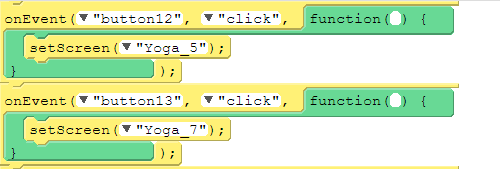 onEvent(▼"button12", ▼"click", function( ) {
setScreen(▼"Yoga_5");
} );
onEvent(▼"button13", ▼"click", function( ) {
setScreen(▼"Yoga_7");
} );